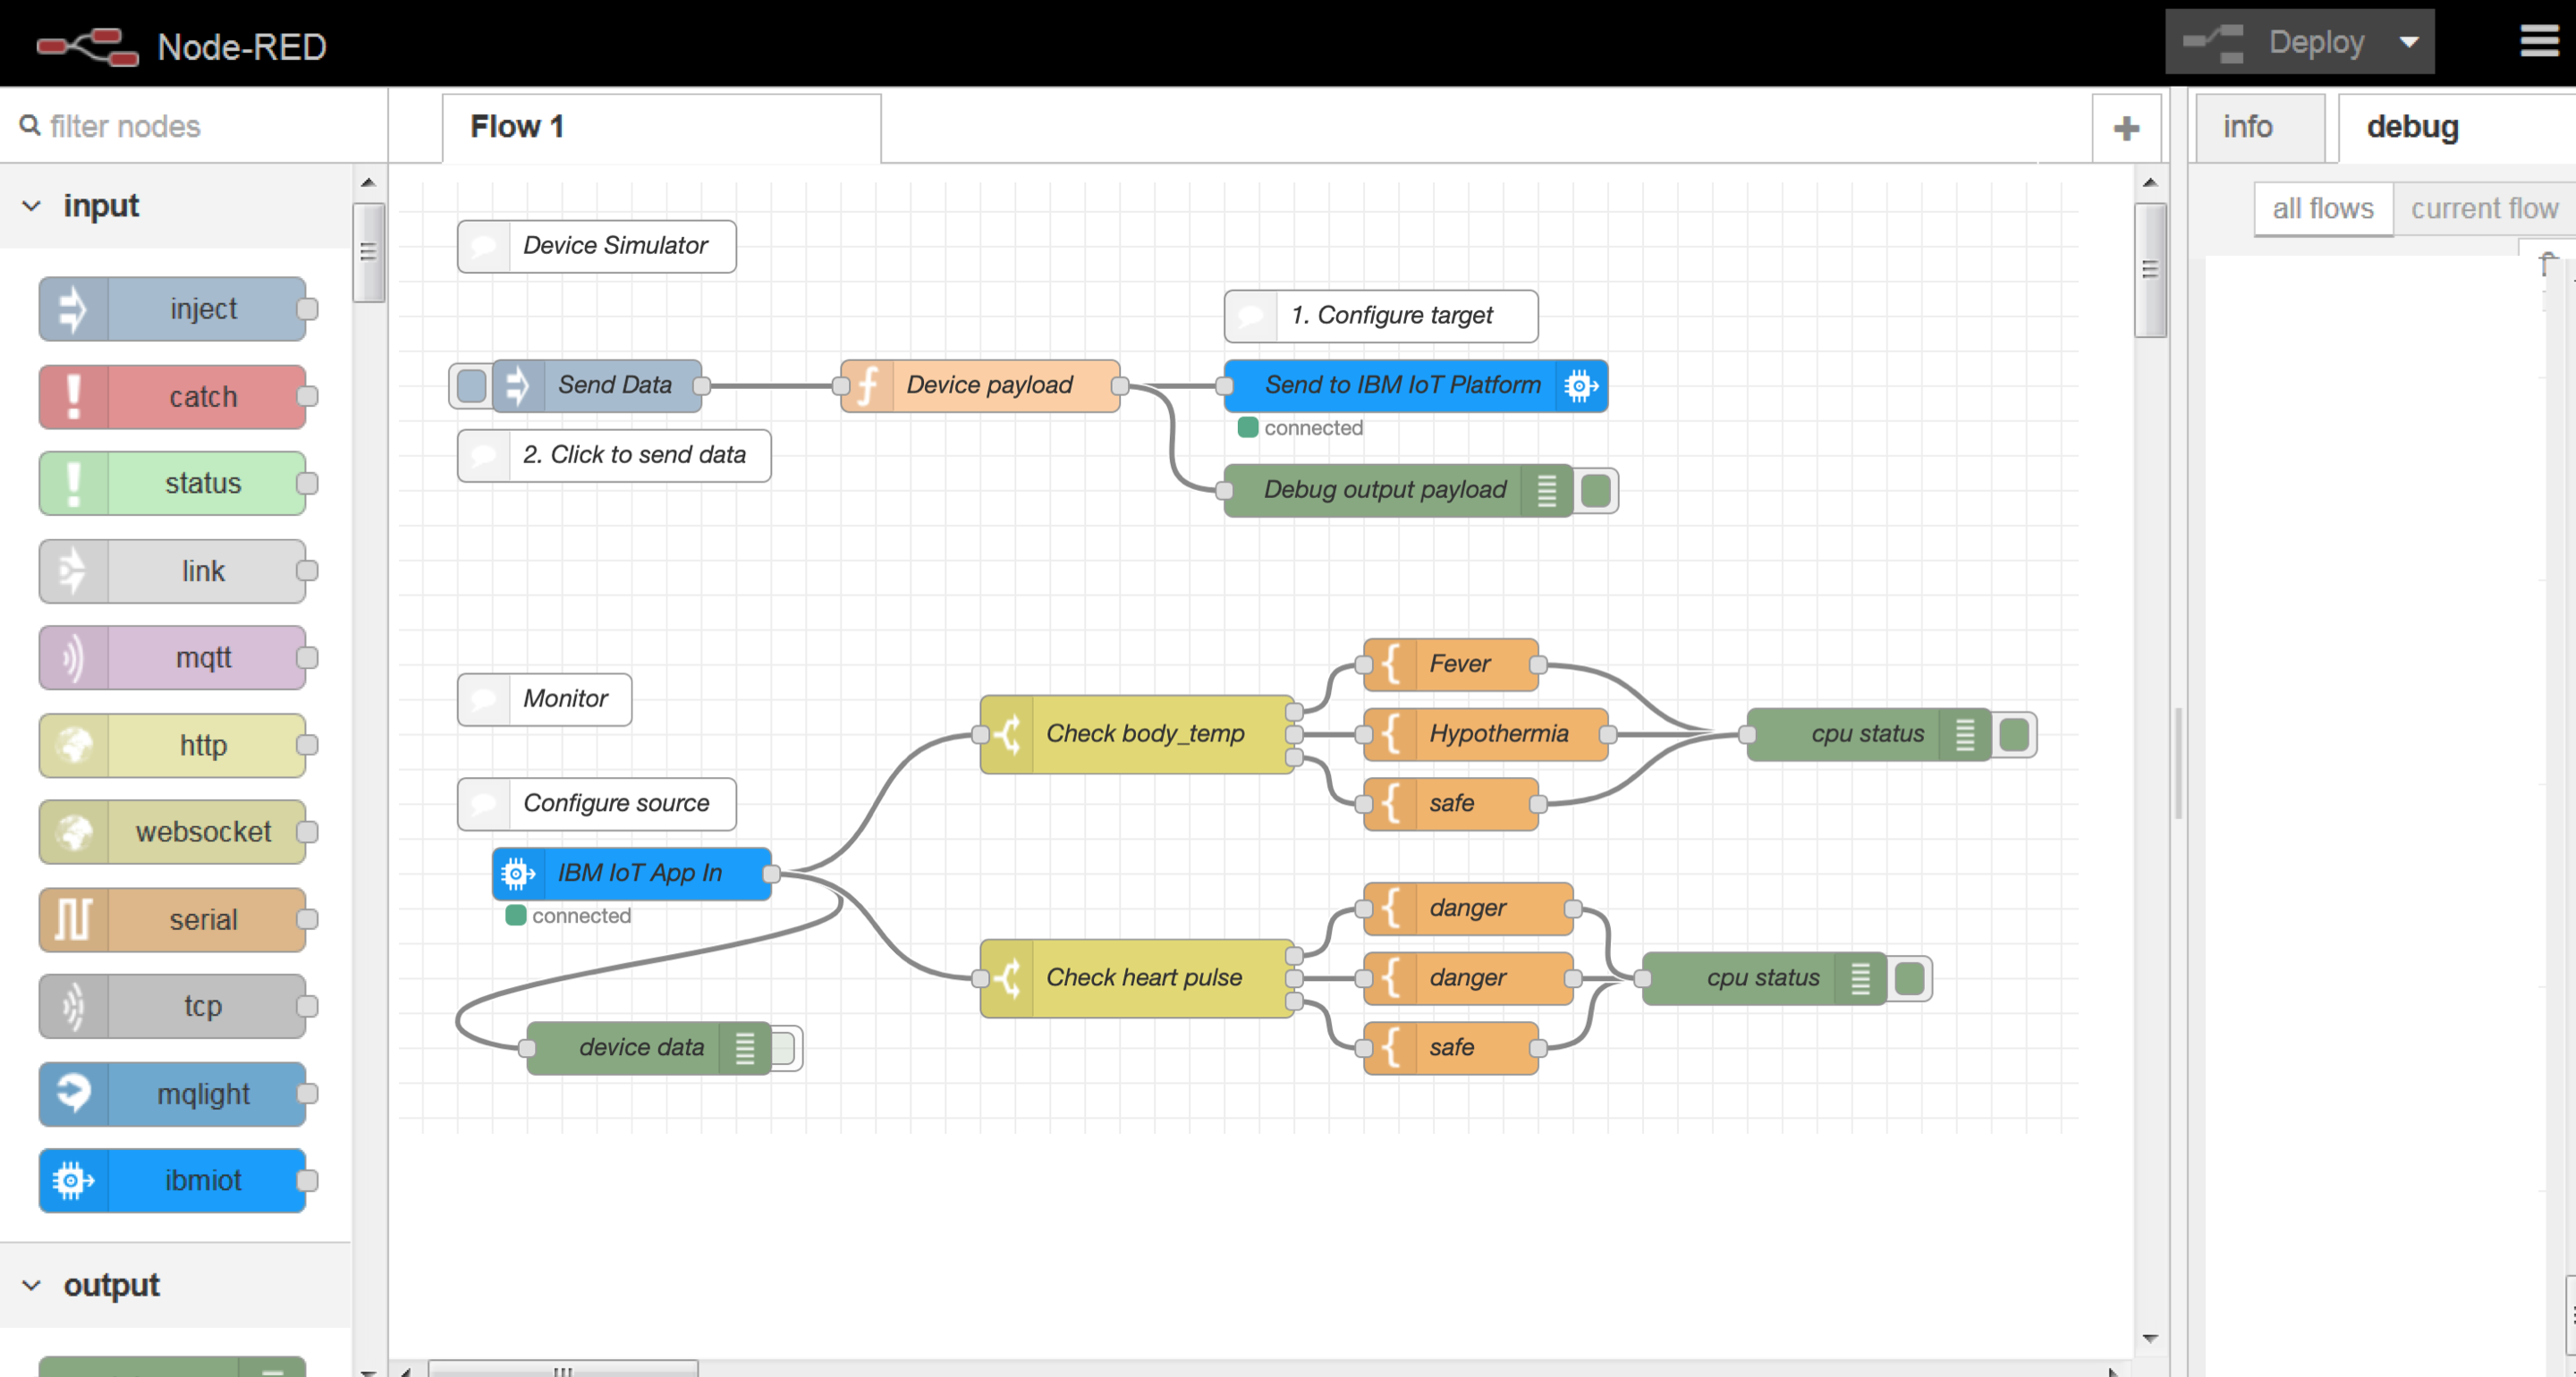 Node-RED
Deploy
filter nodes
Flow 1
info
debug
all flows
current flow
input
inject
catch
status
link
mqtt
http
websocket
serial
tcp
mqlight
ibmiot
output
Device Simulator
1. Configure target
Send Data
Device payload
Send to IBM IoT Platform
connected
2. Click to send data
Debug output payload
Monitor
Fever
Check body_temp
Hypothermia
cpu status
Configure source
safe
IBM IoT App In
connected
danger
Check heart pulse
danger
cpu status
device data
safe